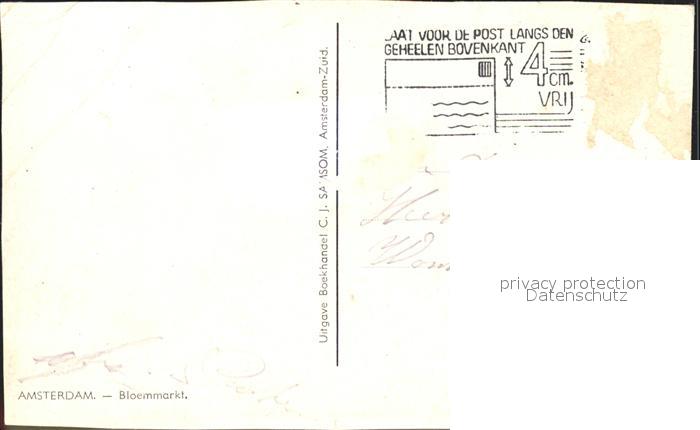 LAAT VOOR DE POST LANGS DEN
GEHEELEN BOVENKANT
4
cm.
VRIJ
Uitgave Boekhandel C. J. SAMSOM, Amsterdam-Zuid.
privacy protection
Datenschutz
AMSTERDAM. — Bloemmarkt.